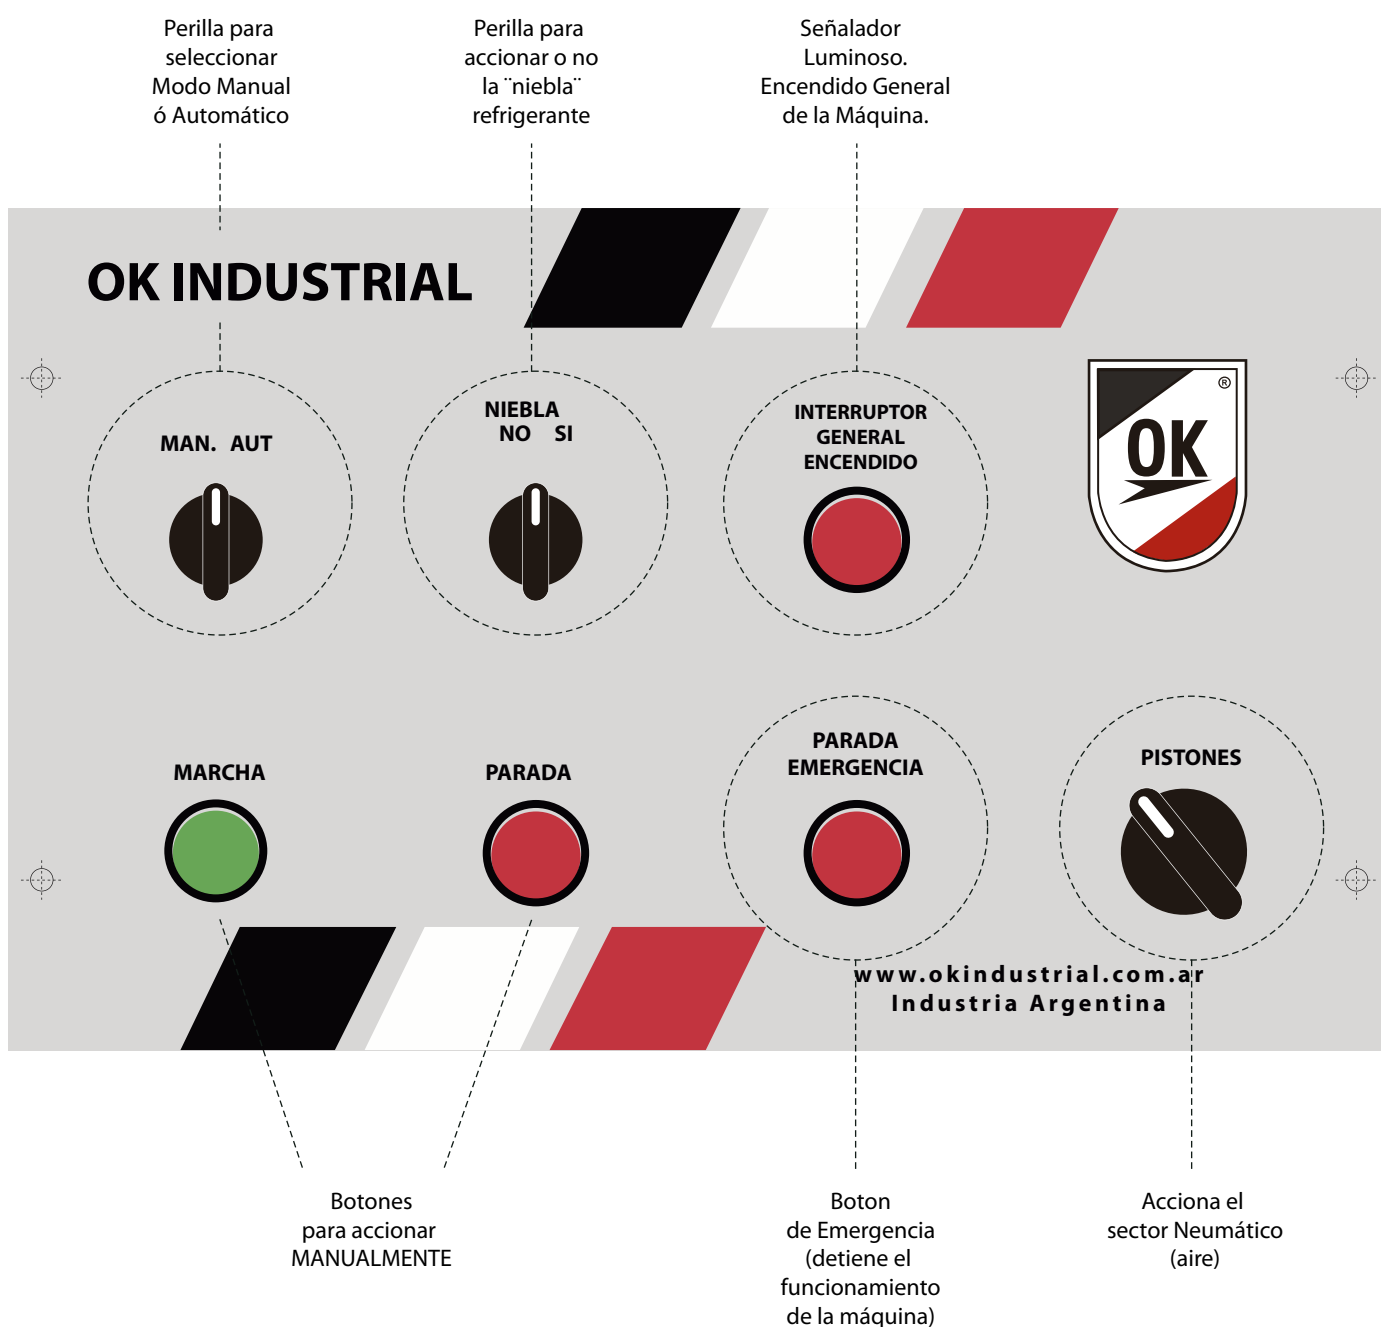 Perilla para
seleccionar
Modo Manual
ó Automático
Perilla para
accionar o no
la ¨niebla¨
refrigerante
Señalador
Luminoso.
Encendido General
de la Máquina.
OK INDUSTRIAL
MAN. AUT
NIEBLA
NO SI
INTERRUPTOR
GENERAL
ENCENDIDO
®
OK
MARCHA
PARADA
PARADA
EMERGENCIA
PISTONES
www.okindustrial.com.ar
Industria Argentina
Botones
para accionar
MANUALMENTE
Boton
de Emergencia
(detiene el
funcionamiento
de la máquina)
Acciona el
sector Neumático
(aire)